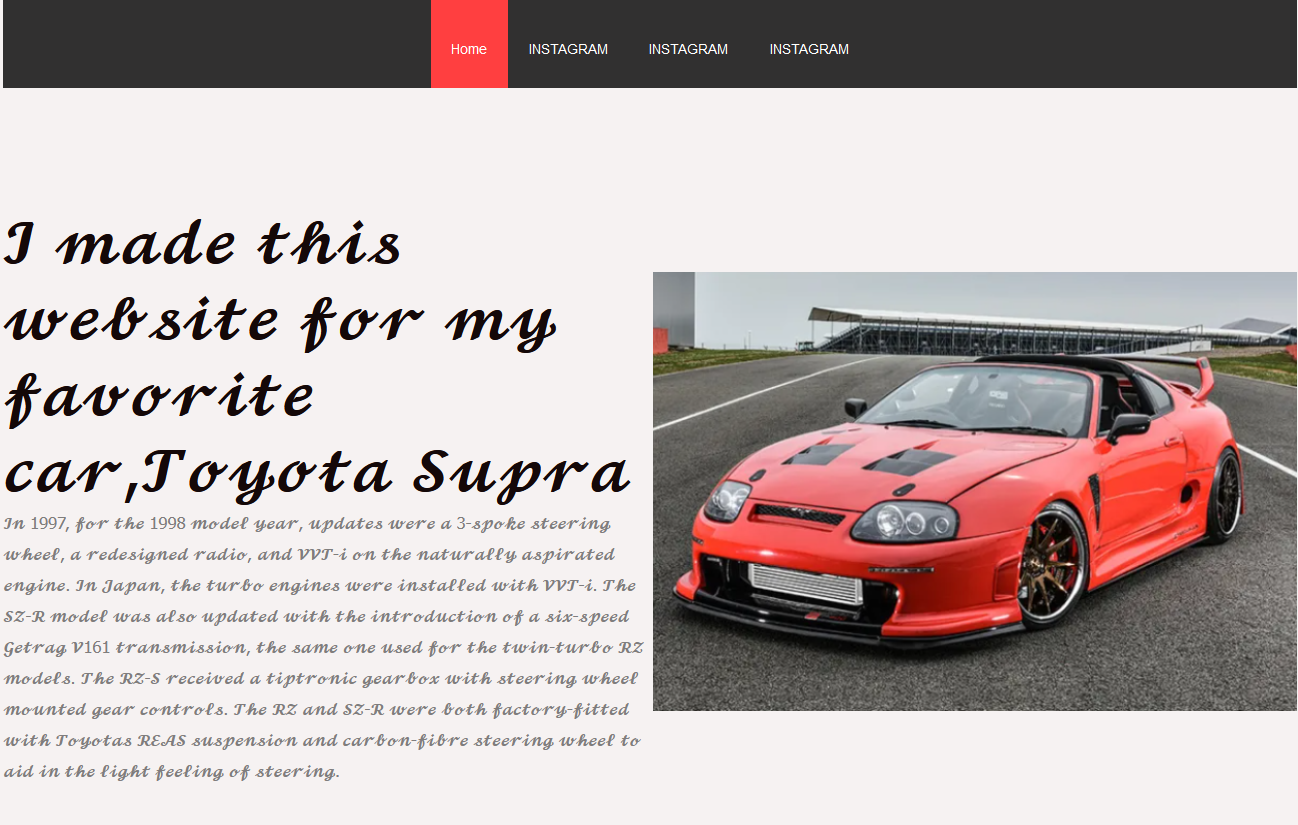 Home INSTAGRAM INSTAGRAM INSTAGRAM
I made this
website for my
favorite
car,Toyota Supra
In 1997, for the 1998 model year, updates were a 3-spoke steering
wheel, a redesigned radio, and VVT-i on the naturally aspirated
engine. In Japan, the turbo engines were installed with VVT-i. The
SZ-R model was also updated with the introduction of a six-speed
Getrag V161 transmission, the same one used for the twin-turbo RZ
models. The RZ-S received a tiptronic gearbox with steering wheel
mounted gear controls. The RZ and SZ-R were both factory-fitted
with Toyotas REAS suspension and carbon-fibre steering wheel to
aid in the light feeling of steering.